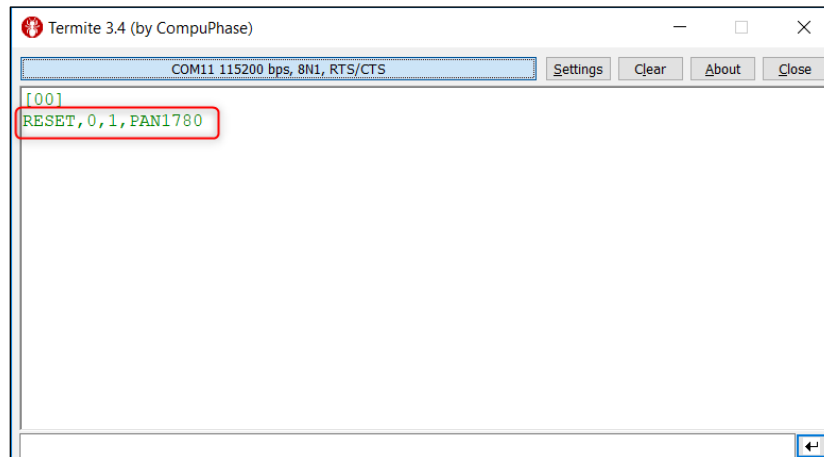 Termite 3.4 (by CompuPhase)
COM11 115200 bps, 8N1, RTS/CTS Settings Clear About Close
[00]
RESET,0,1,PAN1780